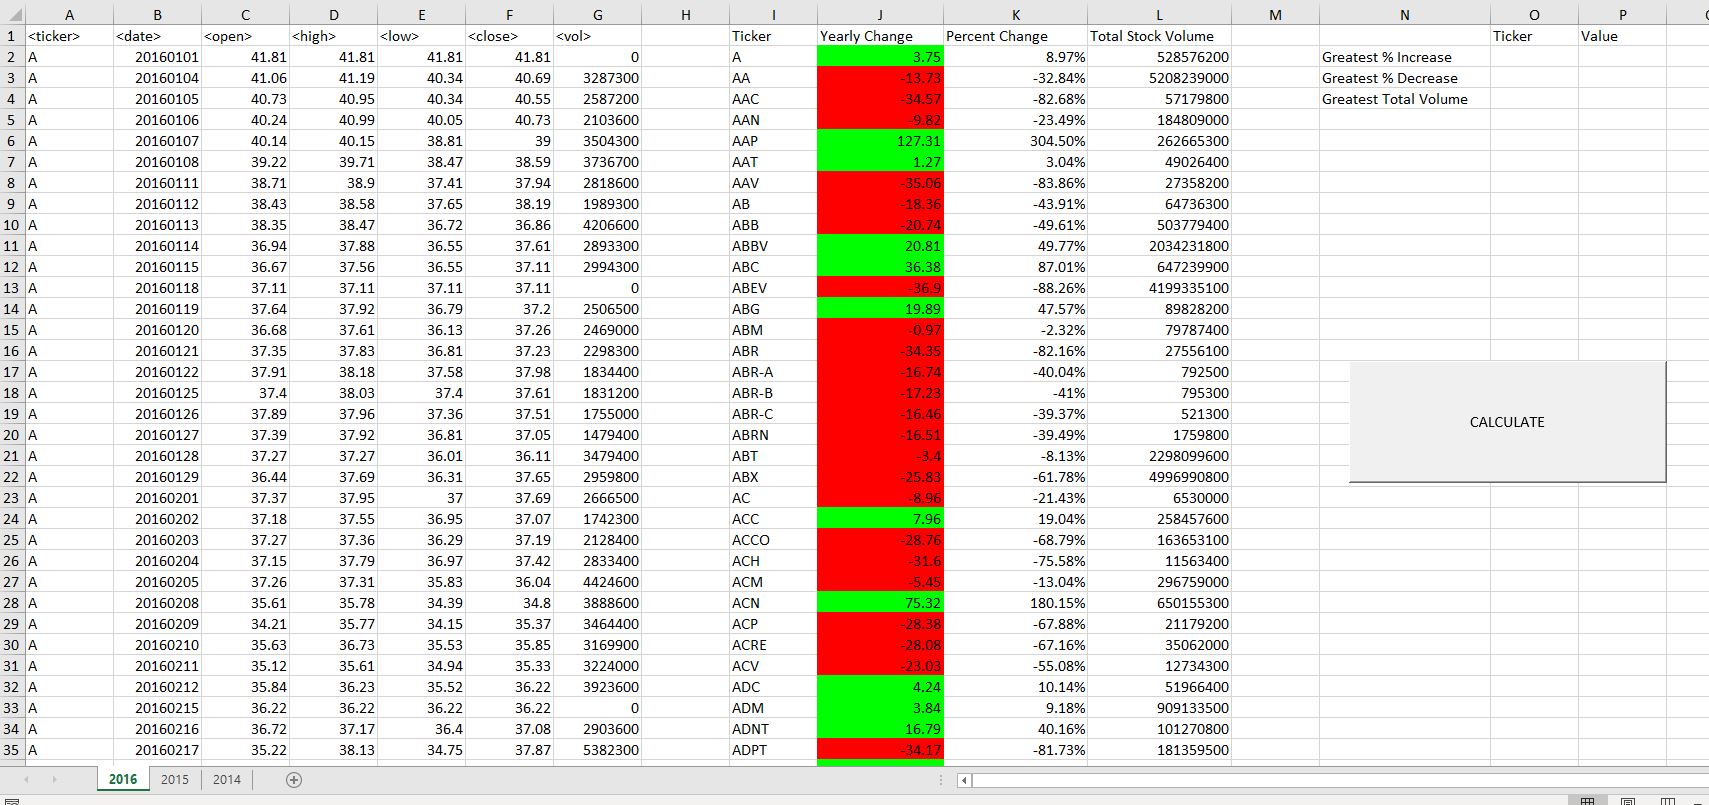 A B C D E F G H I J K L M N O P
1 <ticker> <date> <open> <high> <low> <close> <vol> Ticker Yearly Change Percent Change Total Stock Volume Ticker Value
2 A 20160101 41.81 41.81 41.81 41.81 0 A 3.75 8.97% 528576200 Greatest % Increase
3 A 20160104 41.06 41.19 40.34 40.69 3287300 AA -13.73 -32.84% 5208239000 Greatest % Decrease
4 A 20160105 40.73 40.95 40.34 40.55 2587200 AAC -34.57 -82.68% 57179800 Greatest Total Volume
5 A 20160106 40.24 40.99 40.05 40.73 2103600 AAN -9.82 -23.49% 184809000
6 A 20160107 40.14 40.15 38.81 39 3504300 AAP 127.31 304.50% 262665300
7 A 20160108 39.22 39.71 38.47 38.59 3736700 AAT 1.27 3.04% 49026400
8 A 20160111 38.71 38.9 37.41 37.94 2818600 AAV -35.06 -83.86% 27358200
9 A 20160112 38.43 38.58 37.65 38.19 1989300 AB -18.36 -43.91% 64736300
10 A 20160113 38.35 38.47 36.72 36.86 4206600 ABB -20.74 -49.61% 503779400
11 A 20160114 36.94 37.88 36.55 37.61 2893300 ABBV 20.81 49.77% 2034231800
12 A 20160115 36.67 37.56 36.55 37.11 2994300 ABC 36.38 87.01% 647239900
13 A 20160118 37.11 37.11 37.11 37.11 0 ABEV -36.9 -88.26% 4199335100
14 A 20160119 37.64 37.92 36.79 37.2 2506500 ABG 19.89 47.57% 89828200
15 A 20160120 36.68 37.61 36.13 37.26 2469000 ABM -0.97 -2.32% 79787400
16 A 20160121 37.35 37.83 36.81 37.23 2298300 ABR -34.35 -82.16% 27556100
17 A 20160122 37.91 38.18 37.58 37.98 1834400 ABR-A -16.74 -40.04% 792500
18 A 20160125 37.4 38.03 37.4 37.61 1831200 ABR-B -17.23 -41% 795300
19 A 20160126 37.89 37.96 37.36 37.51 1755000 ABR-C -16.46 -39.37% 521300
20 A 20160127 37.39 37.92 36.81 37.05 1479400 ABRN -16.51 -39.49% 1759800 CALCULATE
21 A 20160128 37.27 37.27 36.01 36.11 3479400 ABT -3.4 -8.13% 2298099600
22 A 20160129 36.44 37.69 36.31 37.65 2959800 ABX -25.83 -61.78% 4996990800
23 A 20160201 37.37 37.95 37 37.69 2666500 AC -8.96 -21.43% 6530000
24 A 20160202 37.18 37.55 36.95 37.07 1742300 ACC 7.96 19.04% 258457600
25 A 20160203 37.27 37.36 36.29 37.19 2128400 ACCO -28.76 -68.79% 163653100
26 A 20160204 37.15 37.79 36.97 37.42 2833400 ACH -31.6 -75.58% 11563400
27 A 20160205 37.26 37.31 35.83 36.04 4424600 ACM -5.45 -13.04% 296759000
28 A 20160208 35.61 35.78 34.39 34.8 3888600 ACN 75.32 180.15% 650155300
29 A 20160209 34.21 35.77 34.15 35.37 3464400 ACP -28.38 -67.88% 21179200
30 A 20160210 35.63 36.73 35.53 35.85 3169900 ACRE -28.08 -67.16% 35062000
31 A 20160211 35.12 35.61 34.94 35.33 3224000 ACV -23.03 -55.08% 12734300
32 A 20160212 35.84 36.23 35.52 36.22 3923600 ADC 4.24 10.14% 51966400
33 A 20160215 36.22 36.22 36.22 36.22 0 ADM 3.84 9.18% 909133500
34 A 20160216 36.72 37.17 36.4 37.08 2903600 ADNT 16.79 40.16% 101270800
35 A 20160217 35.22 38.13 34.75 37.87 5382300 ADPT -34.17 -81.73% 181359500
2016 2015 2014